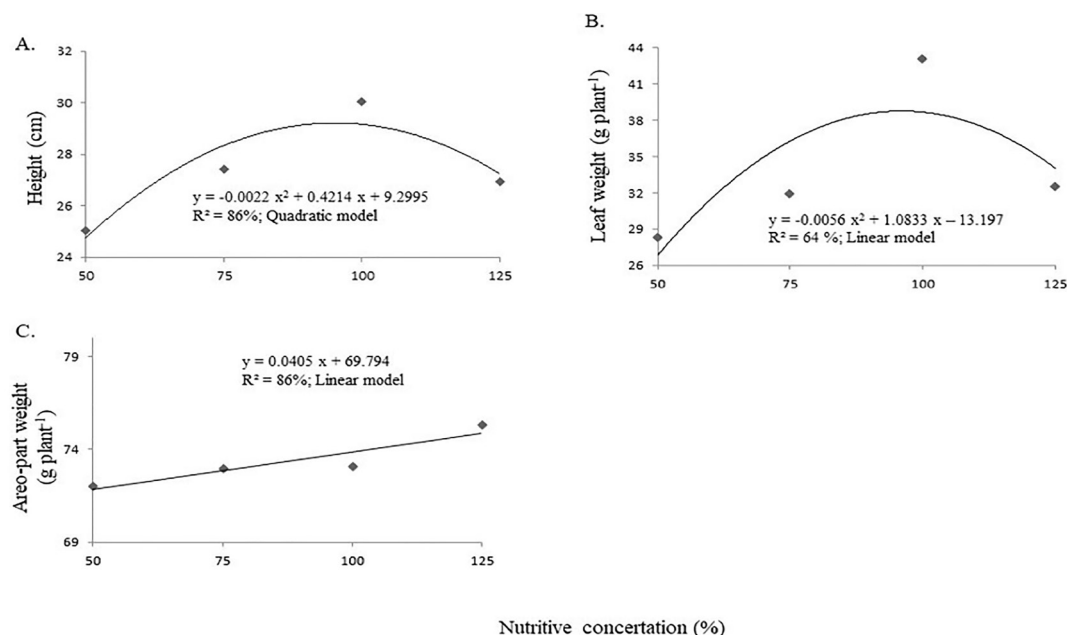 A.
32
30
28
26
24
Height (cm)
y = -0.0022 x² + 0.4214 x + 9.2995
R² = 86%; Quadratic model
50 75 100 125
B.
44
41
38
35
32
29
26
Leaf weight (g plant⁻¹)
y = -0.0056 x² + 1.0833 x – 13.197
R² = 64 %; Linear model
50 75 100 125
C.
79
74
69
Areo-part weight
(g plant⁻¹)
y = 0.0405 x + 69.794
R² = 86%; Linear model
50 75 100 125
Nutritive concertation (%)